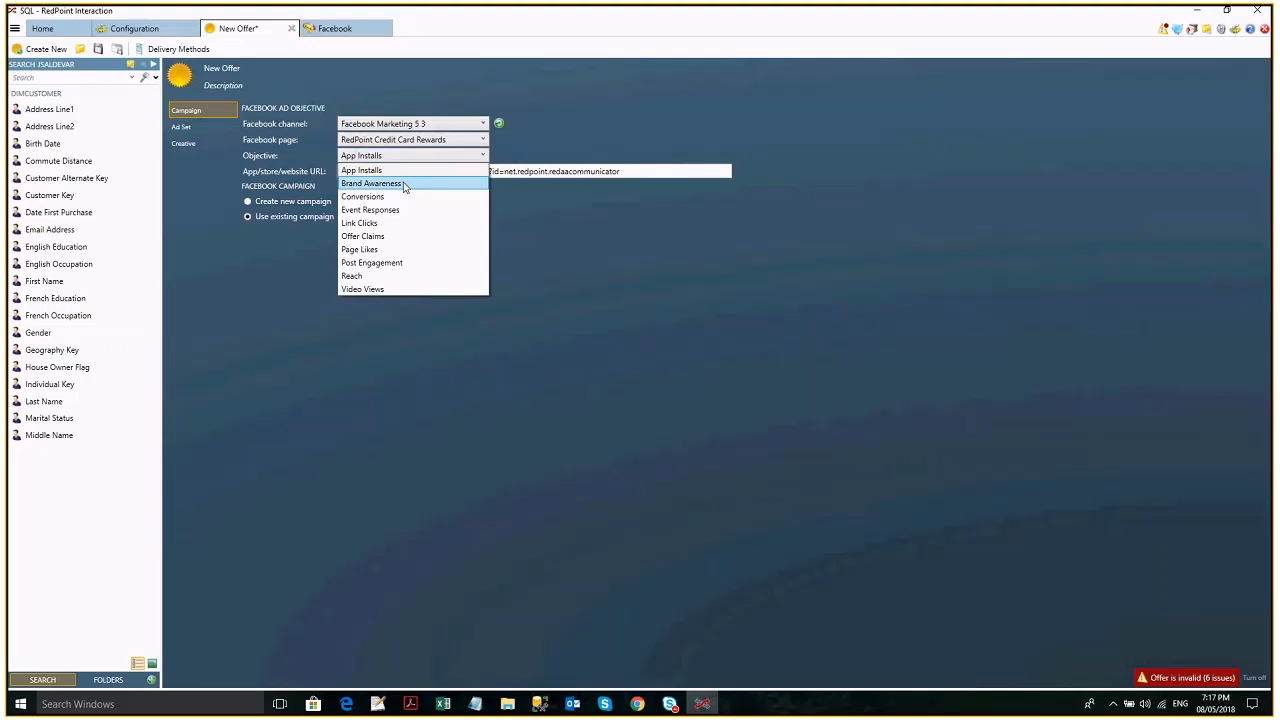 SQL - RedPoint Interaction
Home
Configuration
New Offer*
Facebook
Create New
Delivery Methods
SEARCH JSALDEVAR
Search
DIMCUSTOMER
Address Line1
Address Line2
Birth Date
Commute Distance
Customer Alternate Key
Customer Key
Date First Purchase
Email Address
English Education
English Occupation
First Name
French Education
French Occupation
Gender
Geography Key
House Owner Flag
Individual Key
Last Name
Marital Status
Middle Name
SEARCH
FOLDERS
New Offer
Description
Campaign
Ad Set
Creative
FACEBOOK AD OBJECTIVE
Facebook channel: Facebook Marketing 5 3
Facebook page: RedPoint Credit Card Rewards
Objective: App Installs
App/store/website URL: ?id=net.redpoint.redaacommunicator
FACEBOOK CAMPAIGN
Create new campaign
Use existing campaign
App Installs
Brand Awareness
Conversions
Event Responses
Link Clicks
Offer Claims
Page Likes
Post Engagement
Reach
Video Views
Offer is invalid (6 issues)
Turn off
Search Windows
ENG
7:17 PM
08/05/2018